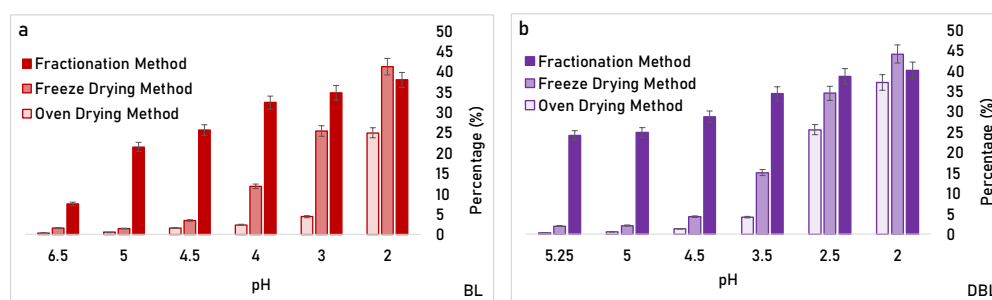 a
Fractionation Method
Freeze Drying Method
Oven Drying Method
50
45
40
35
30
25
20
15
10
5
0
Percentage (%)
6.5 5 4.5 4 3 2
pH
BL
b
Fractionation Method
Freeze Drying Method
Oven Drying Method
50
45
40
35
30
25
20
15
10
5
0
Percentage (%)
5.25 5 4.5 3.5 2.5 2
pH
DBL